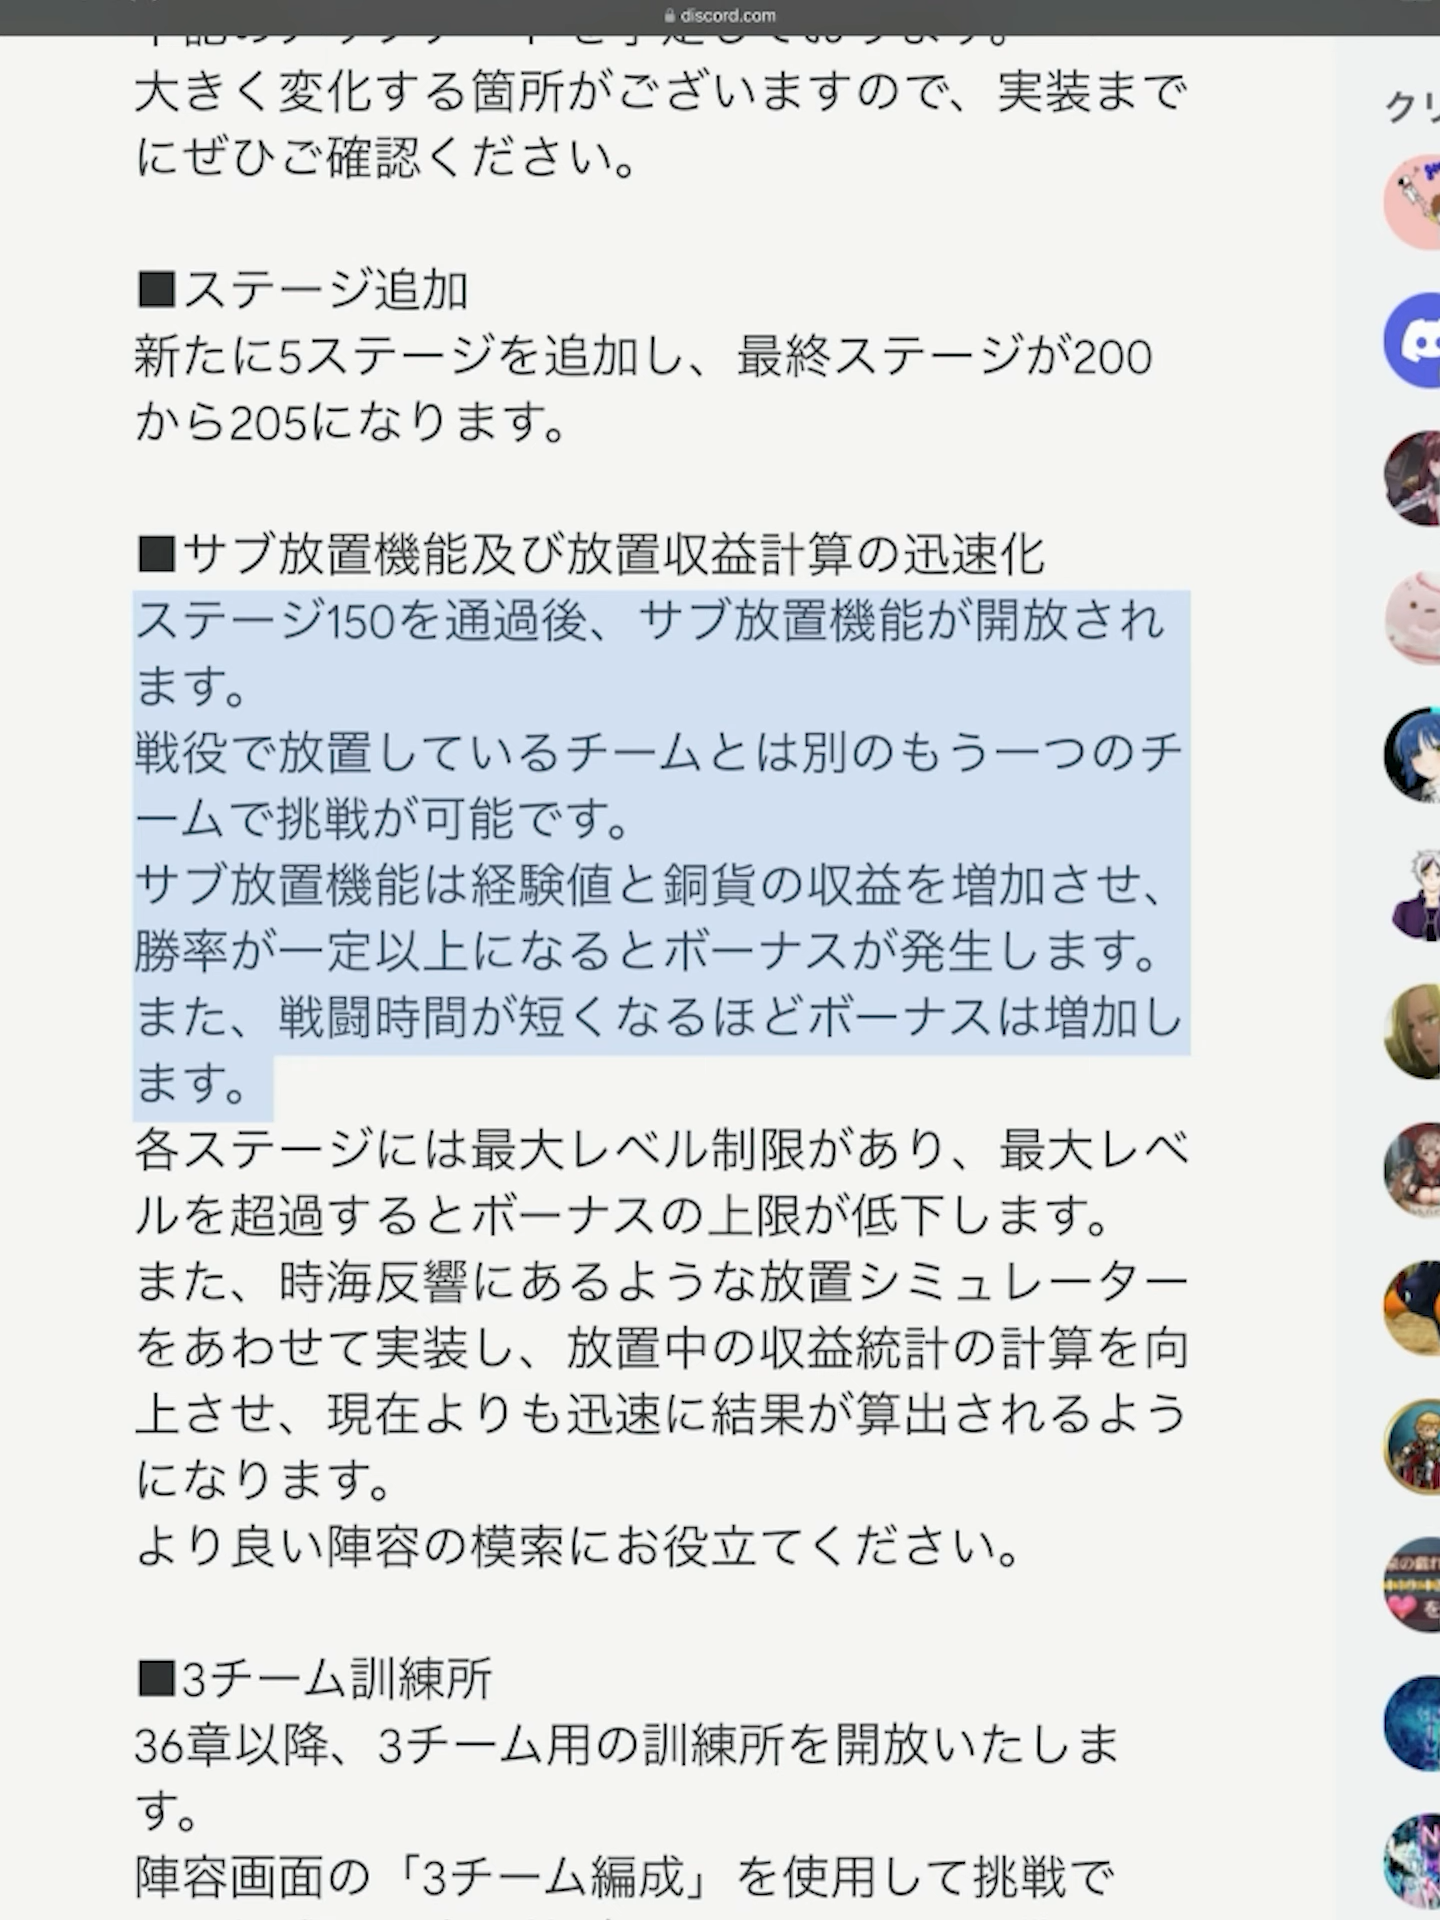 discord.com
大きく変化する箇所がございますので、実装まで
にぜひご確認ください。
■ステージ追加
新たに5ステージを追加し、最終ステージが200
から205になります。
■サブ放置機能及び放置収益計算の迅速化
ステージ150を通過後、サブ放置機能が開放され
ます。
戦役で放置しているチームとは別のもう一つのチ
ームで挑戦が可能です。
サブ放置機能は経験値と銅貨の収益を増加させ、
勝率が一定以上になるとボーナスが発生します。
また、戦闘時間が短くなるほどボーナスは増加し
ます。
各ステージには最大レベル制限があり、最大レベ
ルを超過するとボーナスの上限が低下します。
また、時海反響にあるような放置シミュレーター
をあわせて実装し、放置中の収益統計の計算を向
上させ、現在よりも迅速に結果が算出されるよう
になります。
より良い陣容の模索にお役立てください。
■3チーム訓練所
36章以降、3チーム用の訓練所を開放いたしま
す。
陣容画面の「3チーム編成」を使用して挑戦で
クリ